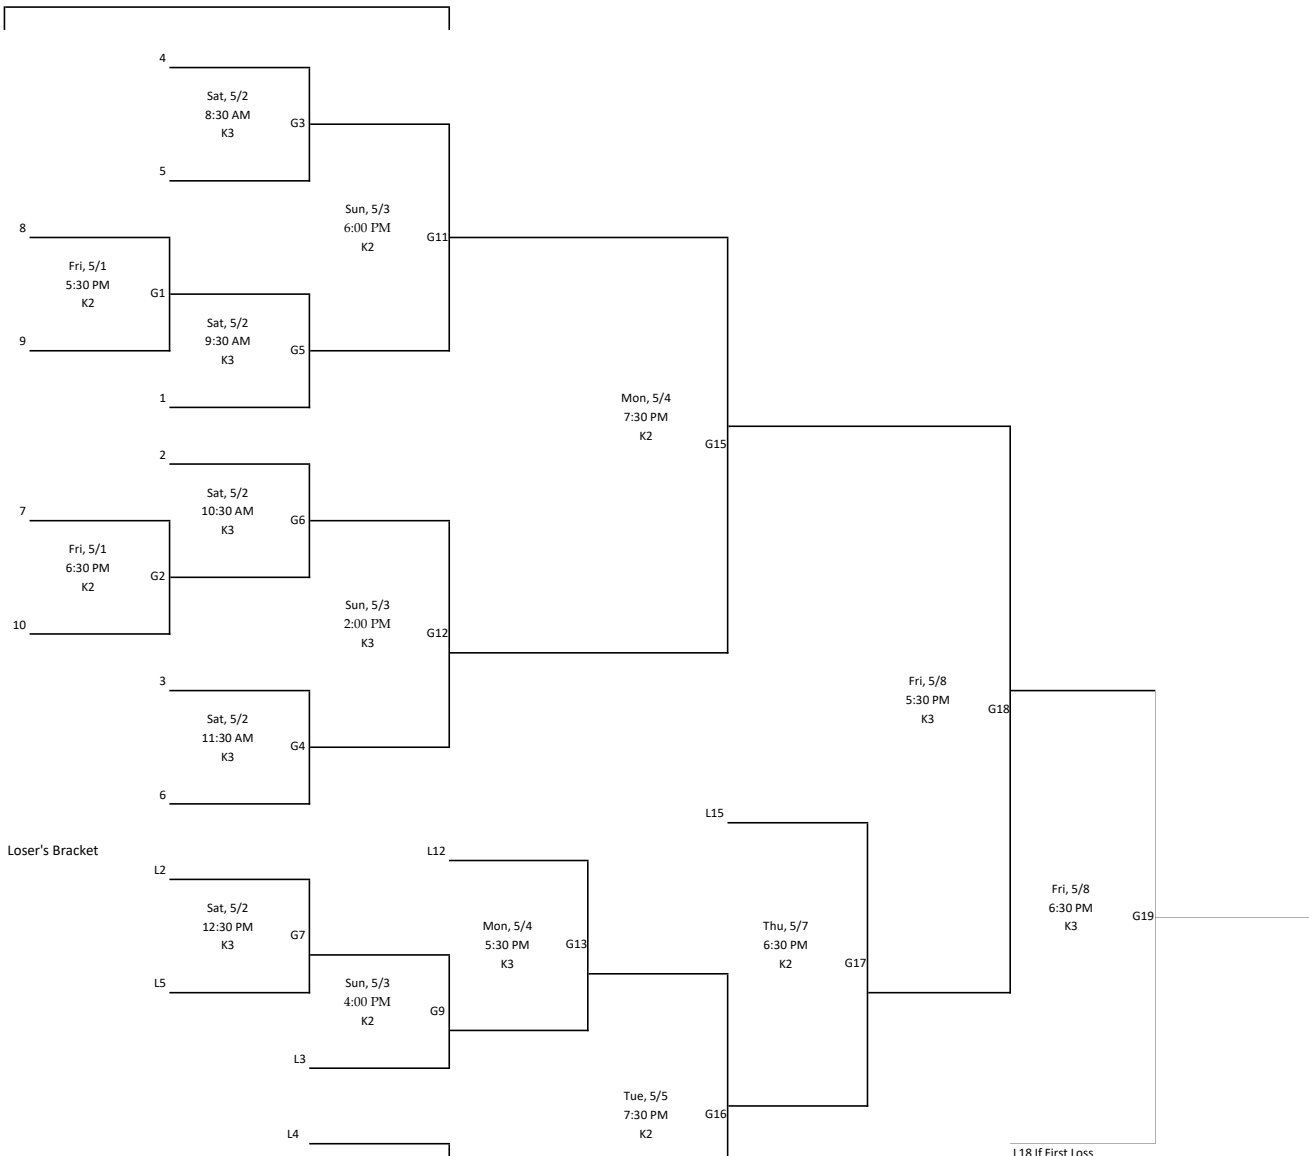 4
Sat, 5/2
8:30 AM
K3
G3
5
Sun, 5/3
6:00 PM
K2
G11
8
Fri, 5/1
5:30 PM
K2
G1
9
Sat, 5/2
9:30 AM
K3
G5
1
Mon, 5/4
7:30 PM
K2
G15
2
Sat, 5/2
10:30 AM
K3
G6
7
Fri, 5/1
6:30 PM
K2
G2
10
Sun, 5/3
2:00 PM
K3
G12
3
Sat, 5/2
11:30 AM
K3
G4
6
Fri, 5/8
5:30 PM
K3
G18
L15
Loser's Bracket
L12
L2
Sat, 5/2
12:30 PM
K3
G7
L5
Mon, 5/4
5:30 PM
K3
G13
Thu, 5/7
6:30 PM
K2
G17
Fri, 5/8
6:30 PM
K3
G19
Sun, 5/3
4:00 PM
K2
G9
L3
Tue, 5/5
7:30 PM
K2
G16
L4
L18 If First Loss